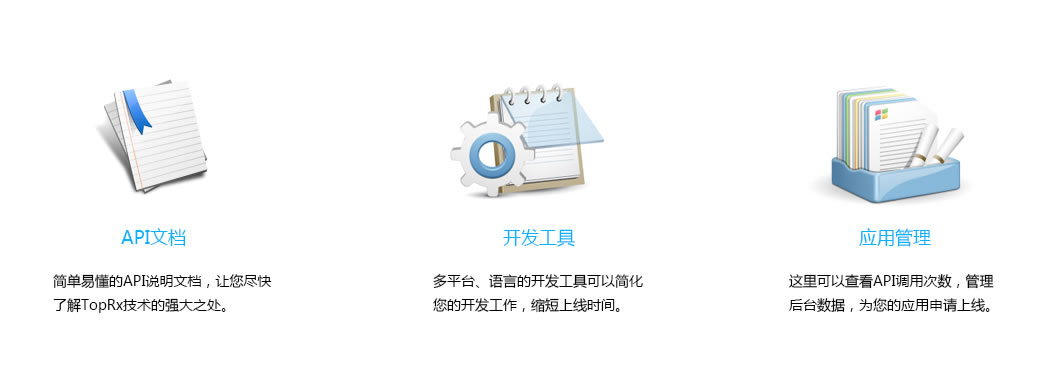 API文档
简单易懂的API说明文档，让您尽快
了解TopRx技术的强大之处。
开发工具
多平台、语言的开发工具可以简化
您的开发工作，缩短上线时间。
应用管理
这里可以查看API调用次数，管理
后台数据，为您的应用申请上线。